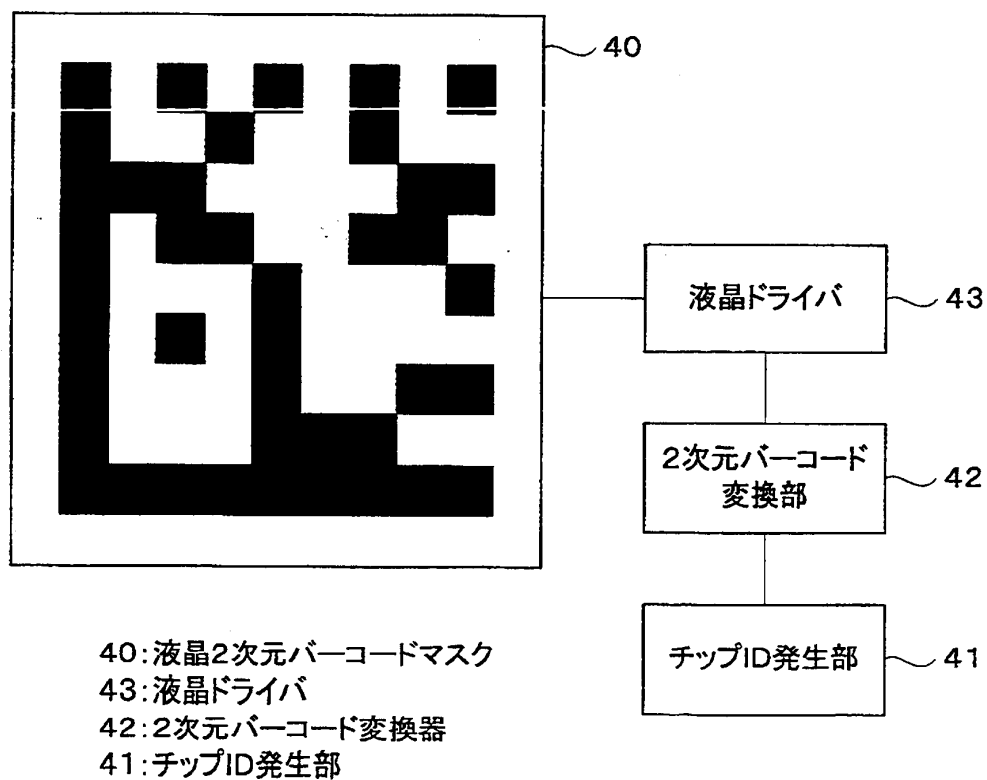 40
液晶ドライバ
43
2次元バーコード
変換部
42
チップID発生部
41
40:液晶2次元バーコードマスク
43:液晶ドライバ
42:2次元バーコード変換器
41:チップID発生部